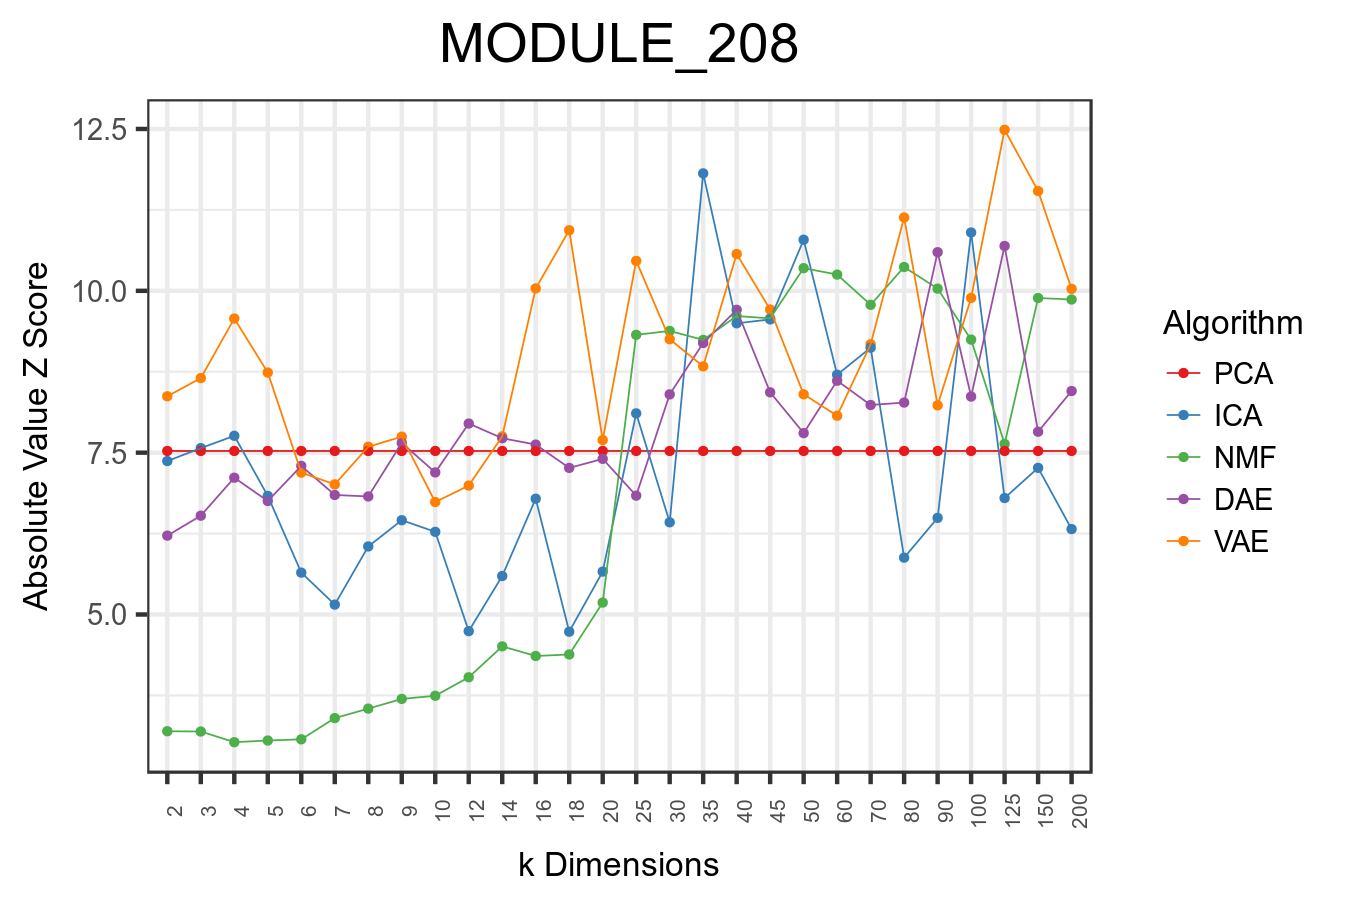 MODULE_208
Absolute Value Z Score
12.5
10.0
7.5
5.0
2 3 4 5 6 7 8 9 10 12 14 16 18 20 25 30 35 40 45 50 60 70 80 90 100 125 150 200
k Dimensions
Algorithm
PCA
ICA
NMF
DAE
VAE